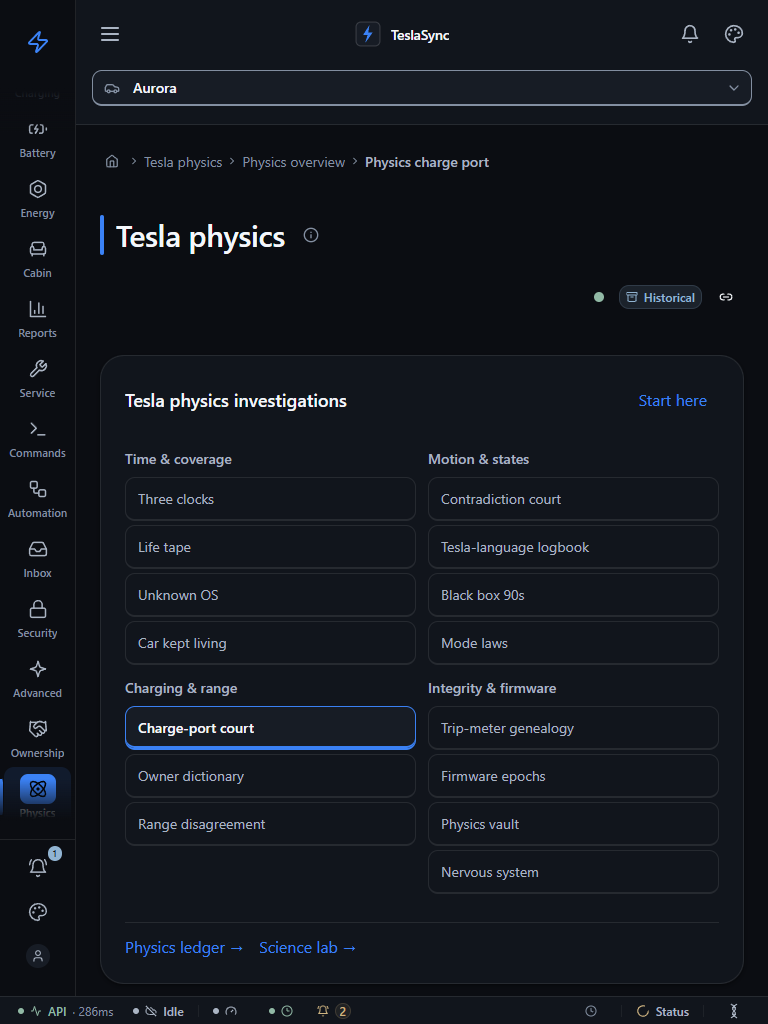 TeslaSync
Aurora
Charging
Battery
Energy
Cabin
Reports
Service
Commands
Automation
Inbox
Security
Advanced
Ownership
Physics
1
Tesla physics > Physics overview > Physics charge port
Tesla physics
Historical
Tesla physics investigations
Start here
Time & coverage
Three clocks
Life tape
Unknown OS
Car kept living
Motion & states
Contradiction court
Tesla-language logbook
Black box 90s
Mode laws
Charging & range
Charge-port court
Owner dictionary
Range disagreement
Integrity & firmware
Trip-meter genealogy
Firmware epochs
Physics vault
Nervous system
Physics ledger → Science lab →
API · 286ms Idle 2 Status